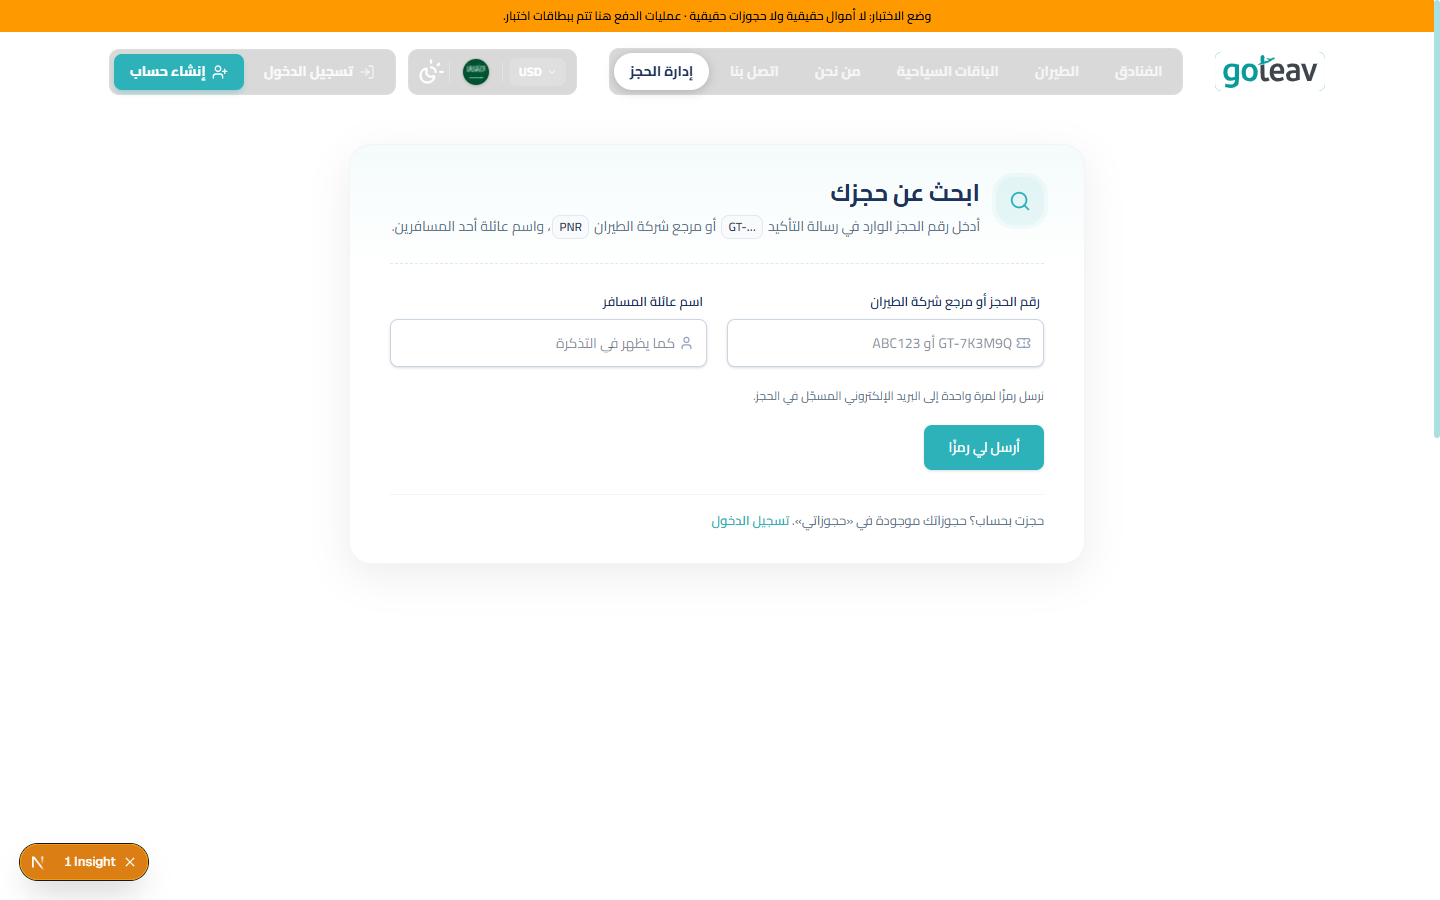 وضع الاختبار: لا أموال حقيقية ولا حجوزات حقيقية · عمليات الدفع هنا تتم ببطاقات اختبار.
goteav
الفنادق
الطيران
الباقات السياحية
من نحن
اتصل بنا
إدارة الحجز
USD
تسجيل الدخول
إنشاء حساب
ابحث عن حجزك
أدخل رقم الحجز الوارد في رسالة التأكيد GT-... أو مرجع شركة الطيران PNR، واسم عائلة أحد المسافرين.
رقم الحجز أو مرجع شركة الطيران
GT-7K3M9Q أو ABC123
اسم عائلة المسافر
كما يظهر في التذكرة
نرسل رمزًا لمرة واحدة إلى البريد الإلكتروني المسجّل في الحجز.
أرسل لي رمزًا
حجزت بحساب؟ حجوزاتك موجودة في «حجوزاتي». تسجيل الدخول
1 Insight